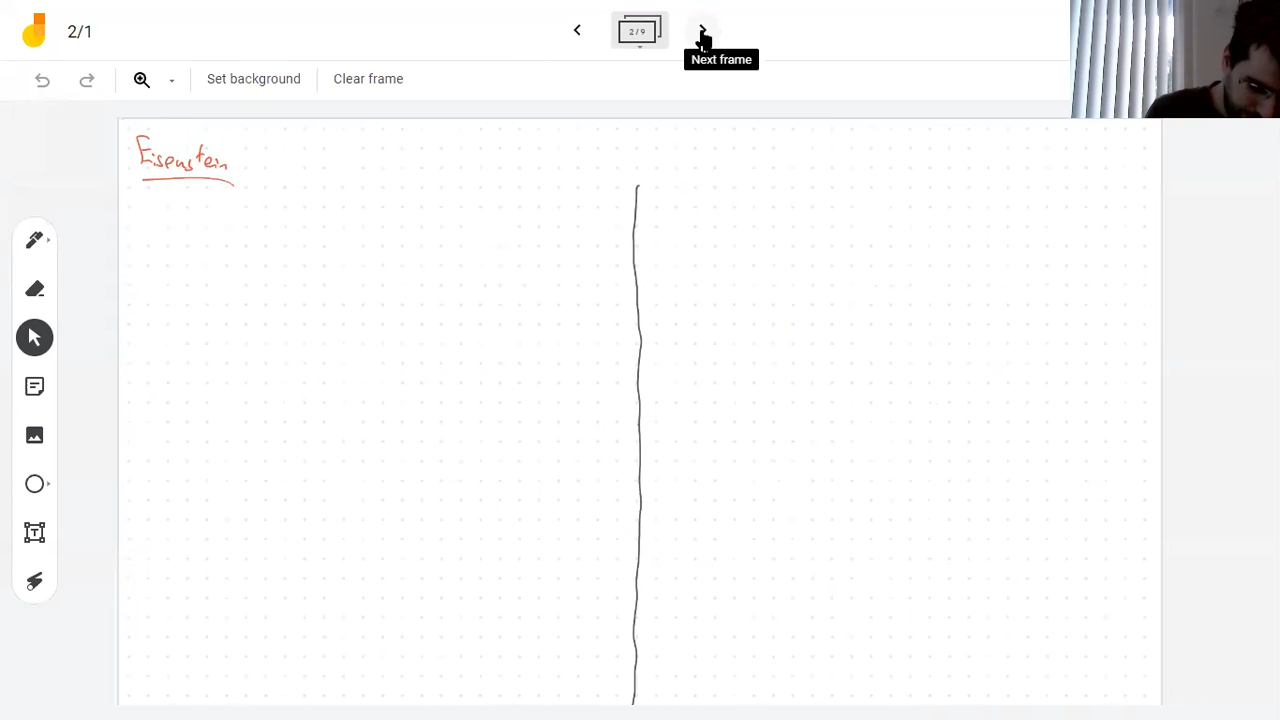 2/1
2 / 9
Next frame
Set background
Clear frame
Eisenstein
T